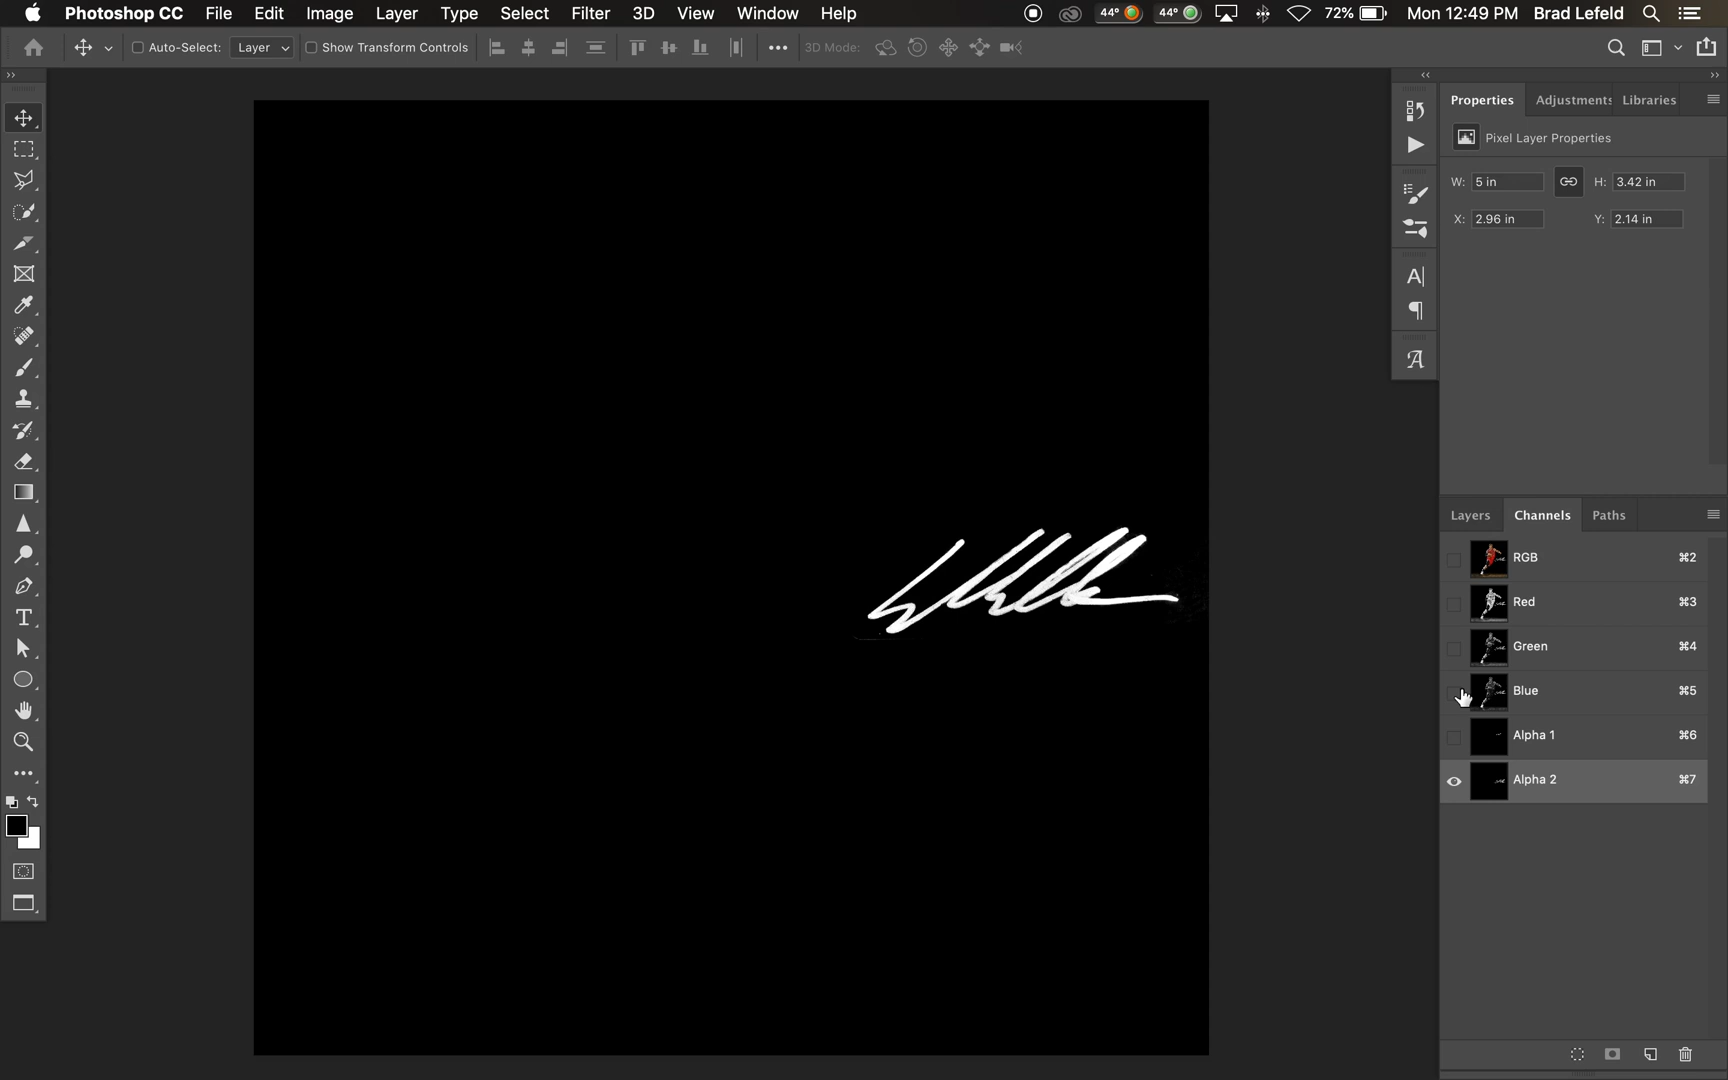 Photoshop CC File Edit Image Layer Type Select Filter 3D View Window Help 44° 44° 72% Mon 12:49 PM Brad Lefeld
Auto-Select: Layer Show Transform Controls 3D Mode:
Properties Adjustments Libraries
Pixel Layer Properties
W: 5 in H: 3.42 in
X: 2.96 in Y: 2.14 in
Layers Channels Paths
RGB ⌘2
Red ⌘3
Green ⌘4
Blue ⌘5
Alpha 1 ⌘6
Alpha 2 ⌘7